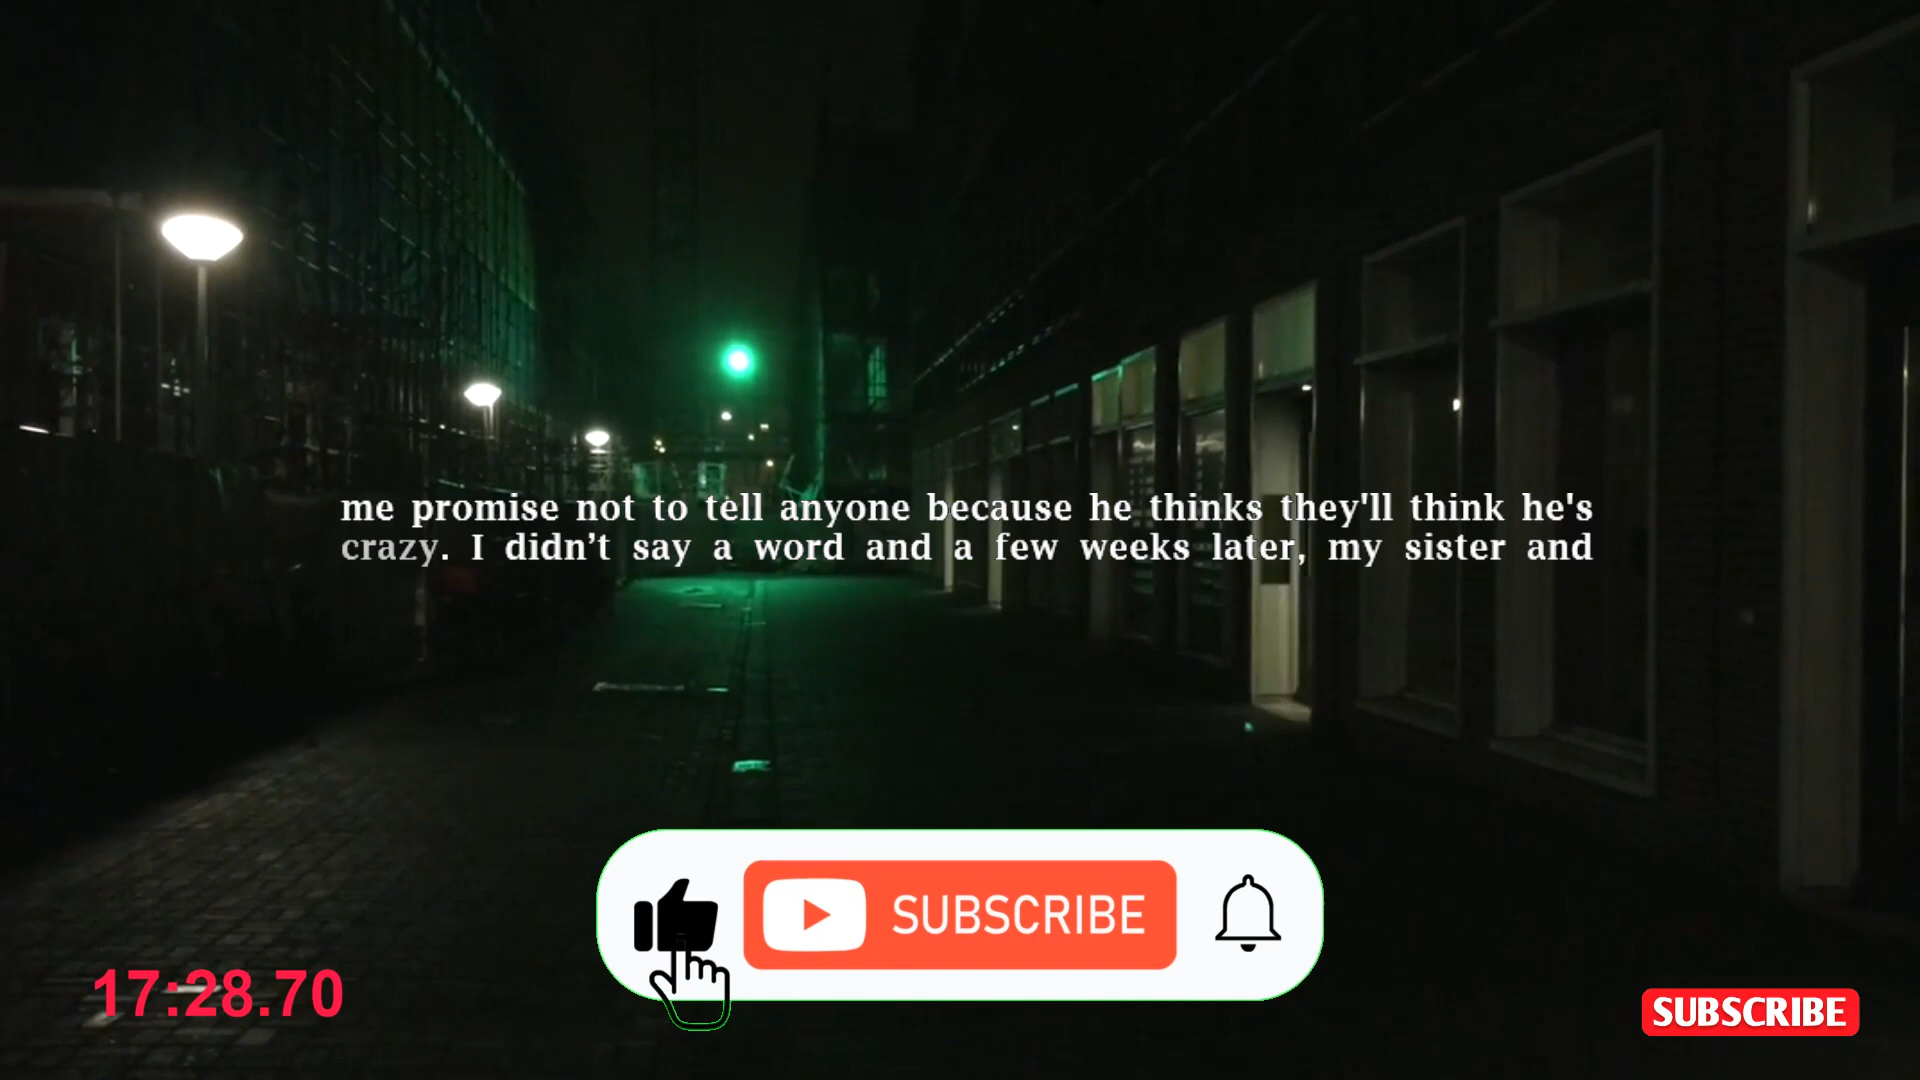 me promise not to tell anyone because he thinks they'll think he's
crazy. I didn’t say a word and a few weeks later, my sister and
SUBSCRIBE
17:28.70
SUBSCRIBE